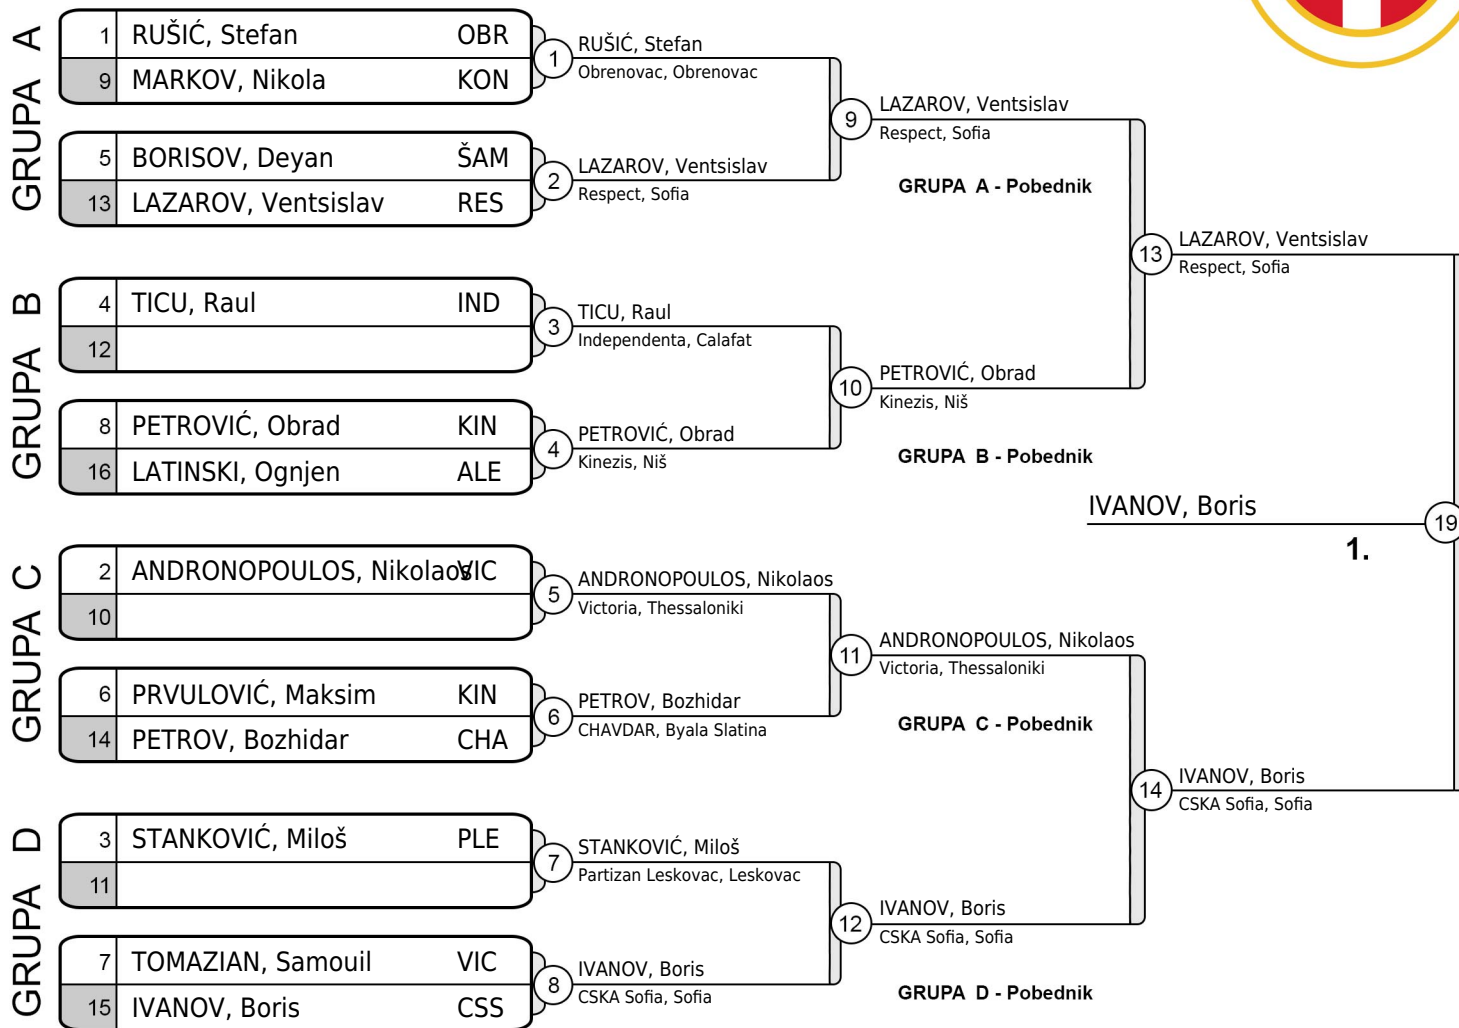 GRUPA A
1 RUŠIĆ, Stefan OBR
9 MARKOV, Nikola KON
5 BORISOV, Deyan ŠAM
13 LAZAROV, Ventsislav RES
GRUPA B
4 TICU, Raul IND
12
8 PETROVIĆ, Obrad KIN
16 LATINSKI, Ognjen ALE
GRUPA C
2 ANDRONOPOULOS, Nikolaos VIC
10
6 PRVULOVIĆ, Maksim KIN
14 PETROV, Bozhidar CHA
GRUPA D
3 STANKOVIĆ, Miloš PLE
11
7 TOMAZIAN, Samouil VIC
15 IVANOV, Boris CSS
1 RUŠIĆ, Stefan
Obrenovac, Obrenovac
2 LAZAROV, Ventsislav
Respect, Sofia
3 TICU, Raul
Independenta, Calafat
4 PETROVIĆ, Obrad
Kinezis, Niš
5 ANDRONOPOULOS, Nikolaos
Victoria, Thessaloniki
6 PETROV, Bozhidar
CHAVDAR, Byala Slatina
7 STANKOVIĆ, Miloš
Partizan Leskovac, Leskovac
8 IVANOV, Boris
CSKA Sofia, Sofia
9 LAZAROV, Ventsislav
Respect, Sofia
GRUPA A - Pobednik
10 PETROVIĆ, Obrad
Kinezis, Niš
GRUPA B - Pobednik
11 ANDRONOPOULOS, Nikolaos
Victoria, Thessaloniki
GRUPA C - Pobednik
12 IVANOV, Boris
CSKA Sofia, Sofia
GRUPA D - Pobednik
13 LAZAROV, Ventsislav
Respect, Sofia
14 IVANOV, Boris
CSKA Sofia, Sofia
IVANOV, Boris 19
1.